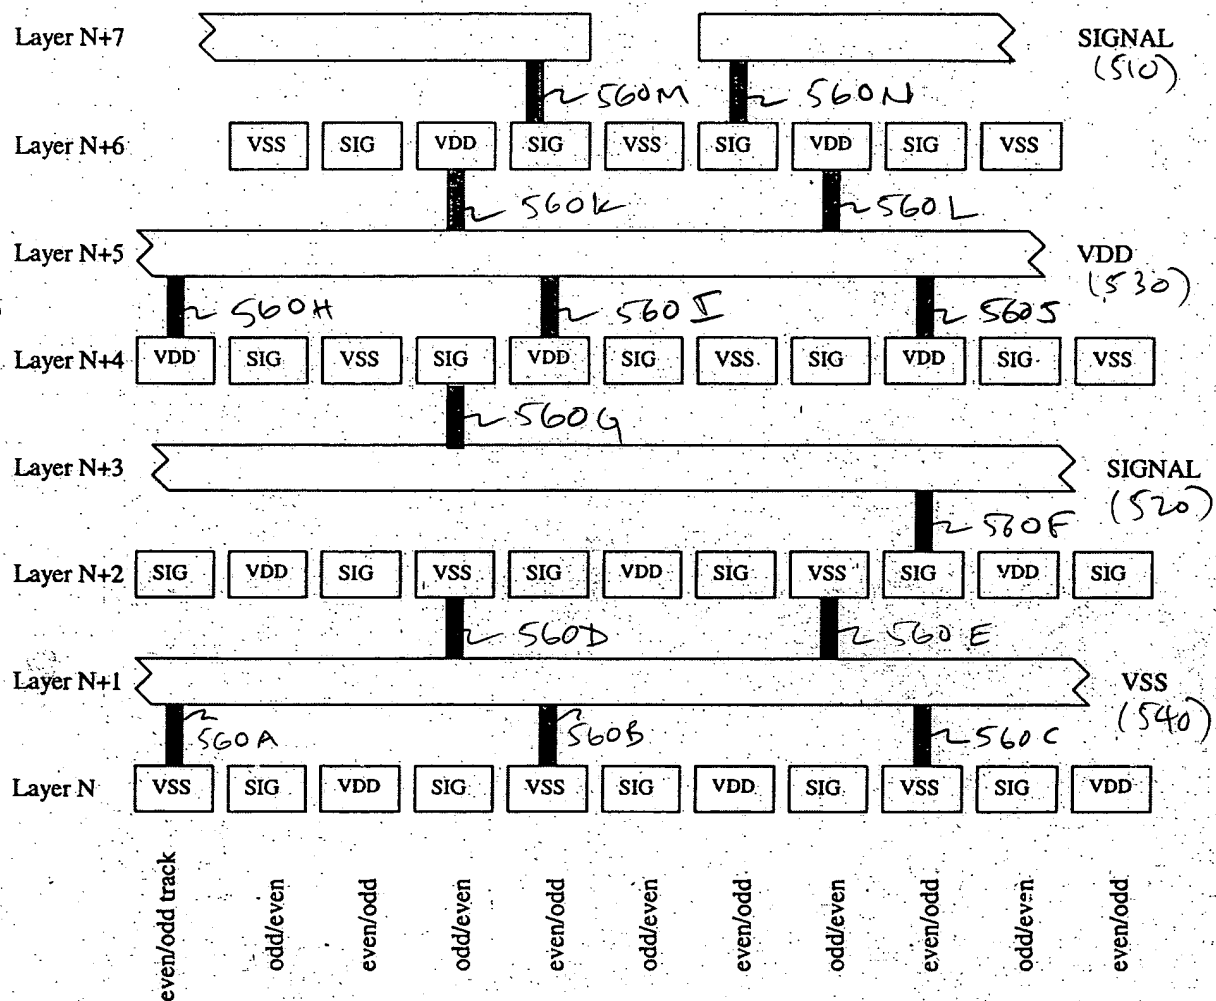 Layer N+7 SIGNAL
(510)
560M 560N
Layer N+6 VSS SIG VDD SIG VSS SIG VDD SIG VSS
560K 560L
Layer N+5 VDD
(530)
560H 560I 560J
Layer N+4 VDD SIG VSS SIG VDD SIG VSS SIG VDD SIG VSS
560G
Layer N+3 SIGNAL
(520)
560F
Layer N+2 SIG VDD SIG VSS SIG VDD SIG VSS SIG VDD SIG
560D 560E
Layer N+1 VSS
(540)
560A 560B 560C
Layer N VSS SIG VDD SIG VSS SIG VDD SIG VSS SIG VDD
even/odd track
odd/even
even/odd
odd/even
even/odd
odd/even
even/odd
odd/even
even/odd
odd/even
even/odd